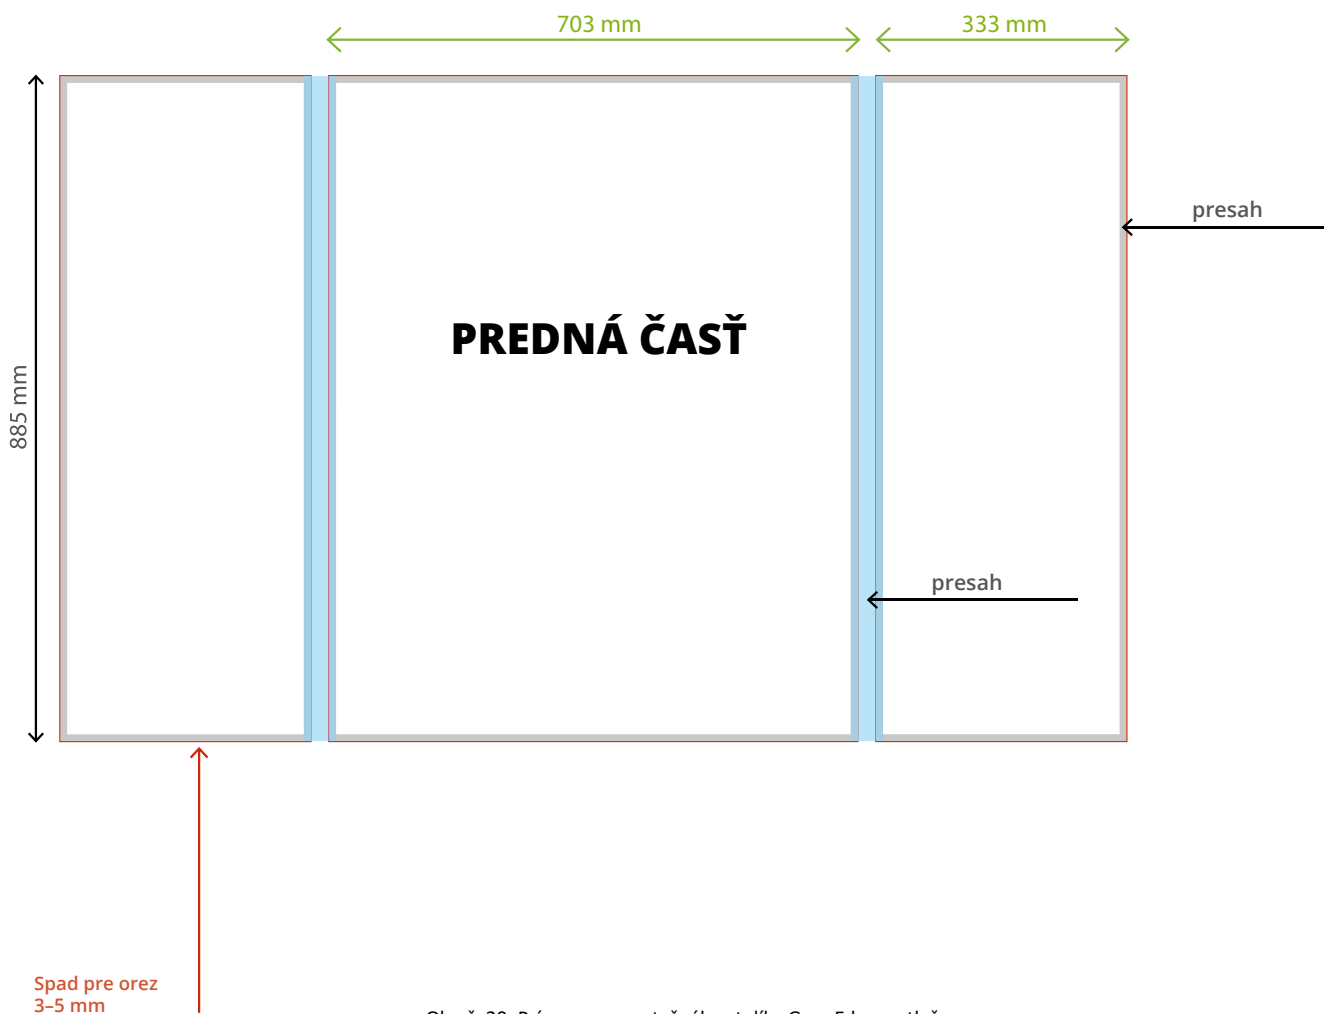 703 mm
333 mm
presah
PREDNÁ ČASŤ
885 mm
presah
Spad pre orez
3–5 mm